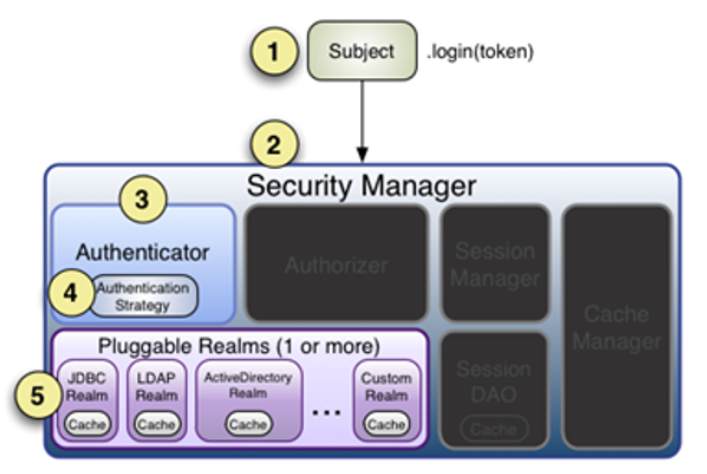 1
Subject
.login(token)
2
Security Manager
3
Authenticator
4
Authentication
Strategy
Authorizer
Session
Manager
Cache
Manager
Pluggable Realms (1 or more)
5
JDBC
Realm
Cache
LDAP
Realm
Cache
ActiveDirectory
Realm
Cache
...
Custom
Realm
Cache
Session
DAO
Cache